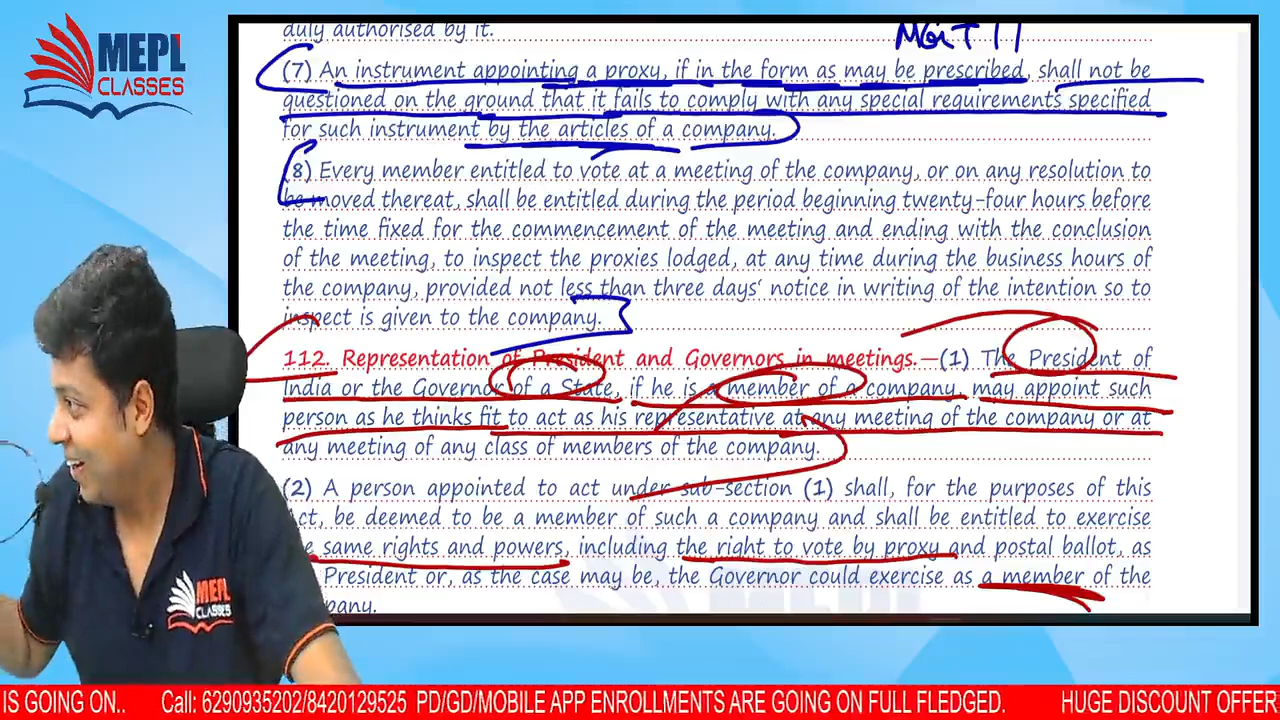 duly authorised by it.
MGT 11
(7) An instrument appointing a proxy, if in the form as may be prescribed, shall not be
questioned on the ground that it fails to comply with any special requirements specified
for such instrument by the articles of a company.
(8) Every member entitled to vote at a meeting of the company, or on any resolution to
be moved thereat, shall be entitled during the period beginning twenty-four hours before
the time fixed for the commencement of the meeting and ending with the conclusion
of the meeting, to inspect the proxies lodged, at any time during the business hours of
the company, provided not less than three days' notice in writing of the intention so to
inspect is given to the company.
112. Representation of President and Governors in meetings.—(1) The President of
India or the Governor of a State, if he is a member of a company, may appoint such
person as he thinks fit to act as his representative at any meeting of the company or at
any meeting of any class of members of the company.
(2) A person appointed to act under sub-section (1) shall, for the purposes of this
Act, be deemed to be a member of such a company and shall be entitled to exercise
same rights and powers, including the right to vote by proxy and postal ballot, as
President or, as the case may be, the Governor could exercise as a member of the
pany.
MEPL
CLASSES
MEPL
CLASSES
IS GOING ON.. Call: 6290935202/8420129525 PD/GD/MOBILE APP ENROLLMENTS ARE GOING ON FULL FLEDGED. HUGE DISCOUNT OFFER